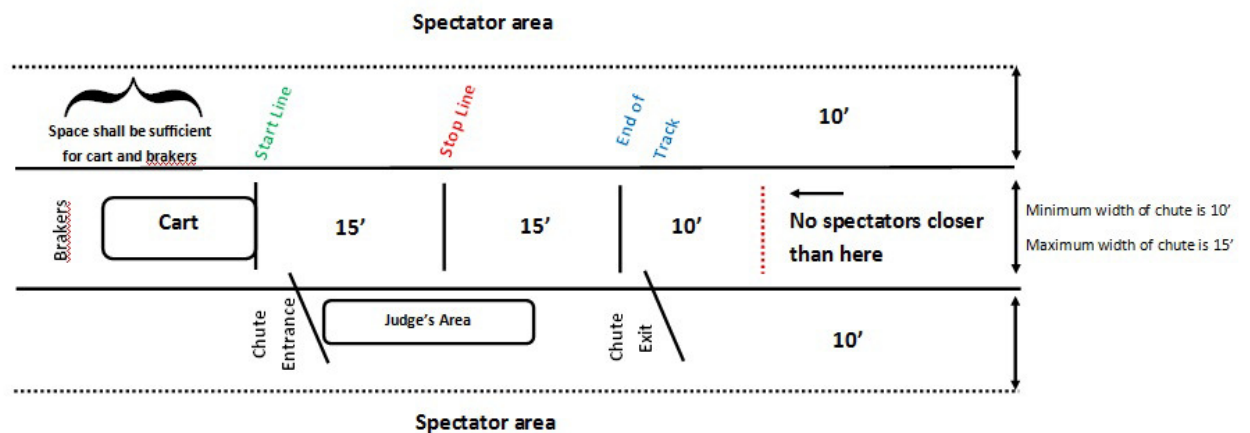 Spectator area
Space shall be sufficient
for cart and brakers
Start Line
Stop Line
End of
Track
10’
Brakers
Cart
15’
15’
10’
No spectators closer
than here
Minimum width of chute is 10’
Maximum width of chute is 15’
Chute
Entrance
Judge’s Area
Chute
Exit
10’
Spectator area